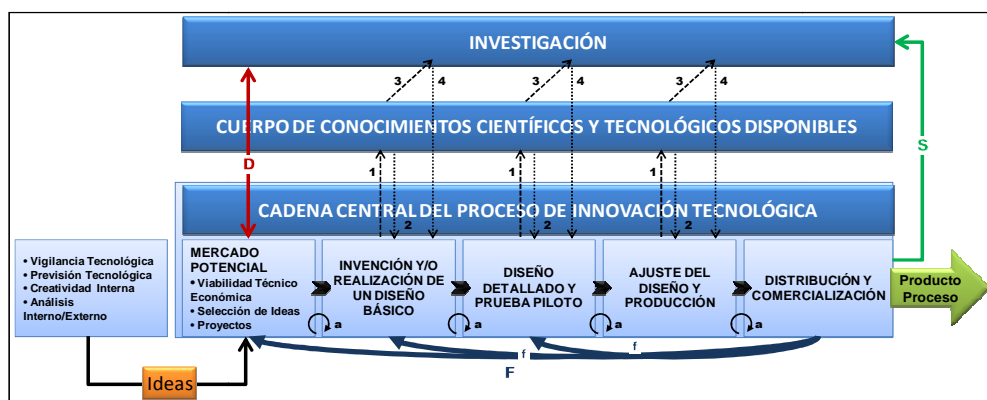 INVESTIGACIÓN
3
4
3
4
3
4
CUERPO DE CONOCIMIENTOS CIENTÍFICOS Y TECNOLÓGICOS DISPONIBLES
D
S
1
1
1
CADENA CENTRAL DEL PROCESO DE INNOVACIÓN TECNOLÓGICA
2
2
2
• Vigilancia Tecnológica
• Previsión Tecnológica
• Creatividad Interna
• Análisis
Interno/Externo
MERCADO
POTENCIAL
• Viabilidad Técnico
Económica
• Selección de Ideas
• Proyectos
INVENCIÓN Y/O
REALIZACIÓN DE
UN DISEÑO
BÁSICO
DISEÑO
DETALLADO Y
PRUEBA PILOTO
AJUSTE DEL
DISEÑO Y
PRODUCCIÓN
DISTRIBUCIÓN Y
COMERCIALIZACIÓN
Producto
Proceso
a
a
a
a
f
f
F
Ideas